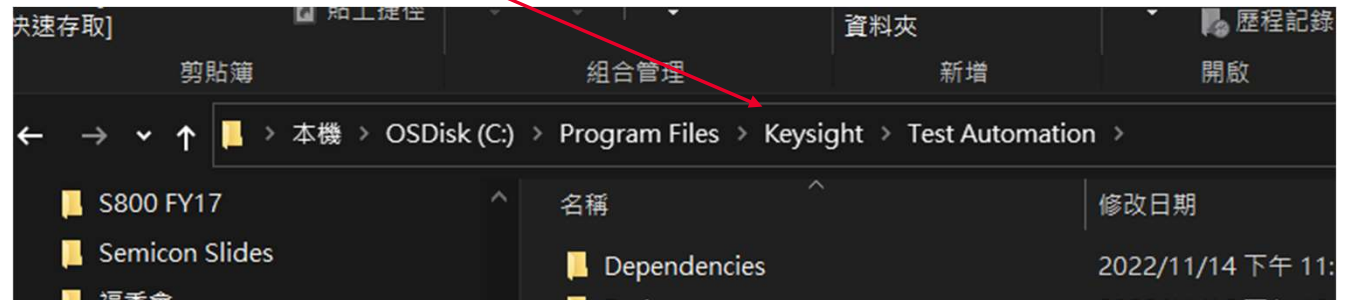 快速存取]
貼上捷徑
資料夾
歷程記錄
剪貼簿
組合管理
新增
開啟
本機 > OSDisk (C:) > Program Files > Keysight > Test Automation >
S800 FY17
名稱
修改日期
Semicon Slides
Dependencies
2022/11/14 下午 11: